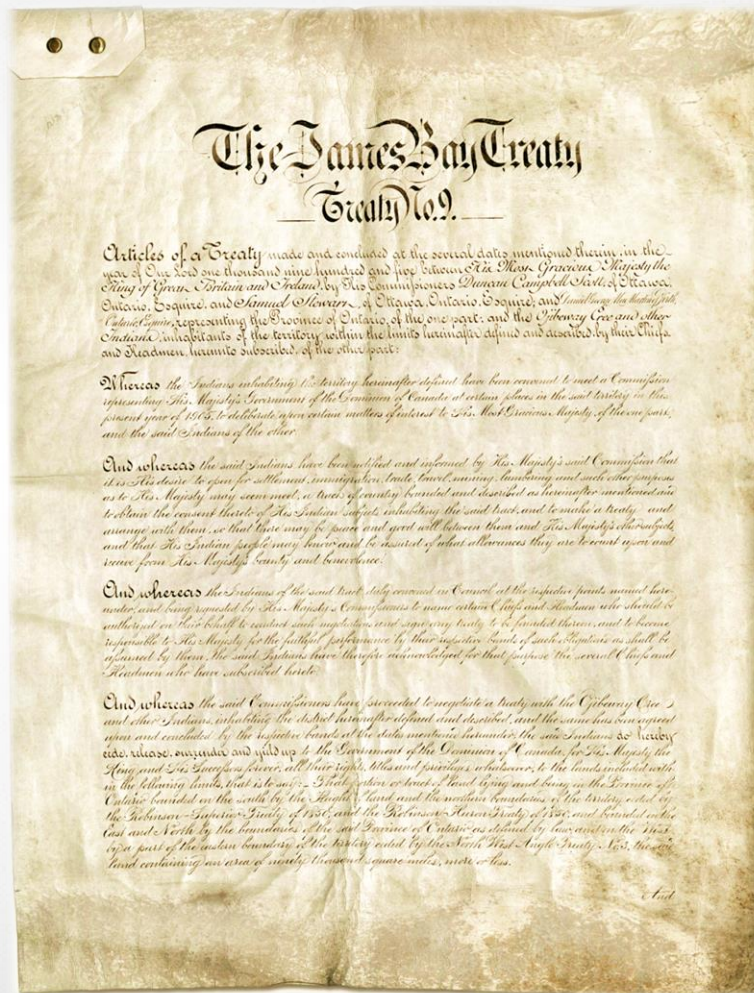 The James Bay Treaty
Treaty No. 9.
Articles of a Treaty made and concluded at the several dates mentioned therein, in the
year of Our Lord one thousand nine hundred and five between His Most Gracious Majesty the
King of Great Britain and Ireland, by His Commissioners Duncan Campbell Scott, of Ottawa,
Ontario, Esquire, and Samuel Stewart, of Ottawa, Ontario, Esquire; and
Ontario, Esquire, representing the Province of Ontario, of the one part; and the Ojibeway Cree and other
Indians, inhabitants of the territory within the limits hereinafter defined and described, by their Chiefs,
and Headmen hereunto subscribed, of the other part:
Whereas the Indians inhabiting the territory hereinafter defined have been convened to meet a Commission
representing His Majesty's Government of the Dominion of Canada at certain places in the said territory in this
present year of 1905, to deliberate upon certain matters of interest to His Most Gracious Majesty, of the one part,
and the said Indians of the other.
And whereas the said Indians have been notified and informed by His Majesty's said Commission that
it is His desire to open for settlement, immigration, trade, travel, mining, lumbering and such other purposes
as to His Majesty may seem meet, a tract of country bounded and described as hereinafter mentioned and
to obtain the consent thereto of His Indian subjects inhabiting the said tract, and to make a treaty and
arrange with them, so that there may be peace and good will between them and His Majesty's other subjects,
and that His Indian people may know and be assured of what allowances they are to count upon and
receive from His Majesty's bounty and benevolence.
And whereas the Indians of the said tract, duly convened in Council at the respective points named here-
under, and being requested by His Majesty's Commissioners to name certain Chiefs and Headmen who should be
authorized on their behalf to conduct such negotiations and sign any treaty to be founded thereon, and to become
responsible to His Majesty for the faithful performance by their respective bands of such obligations as shall be
assumed by them, the said Indians have therefore acknowledged for that purpose the several Chiefs and
Headmen who have subscribed hereto.
And whereas the said Commissioners have proceeded to negotiate a treaty with the Ojibeway Cree
and other Indians, inhabiting the district hereinafter defined and described, and the same has been agreed
upon and concluded by the respective bands at the dates mentioned hereunder, the said Indians do hereby
cede, release, surrender and yield up to the Government of the Dominion of Canada, for His Majesty the
King and His Successors forever, all their rights, titles and privileges whatsoever, to the lands included with-
in the following limits, that is to say:— That portion or tract of land lying and being in the Province of
Ontario bounded on the south by the Height of Land and the northern boundaries of the territory ceded by
the Robinson-Superior Treaty of 1850, and the Robinson-Huron Treaty of 1850, and bounded on the
East and North by the boundaries of the said Province of Ontario as defined by law, and on the West
by a part of the eastern boundary of the territory ceded by the North West Angle Treaty No. 3, the said
land containing an area of ninety thousand square miles, more or less.
And